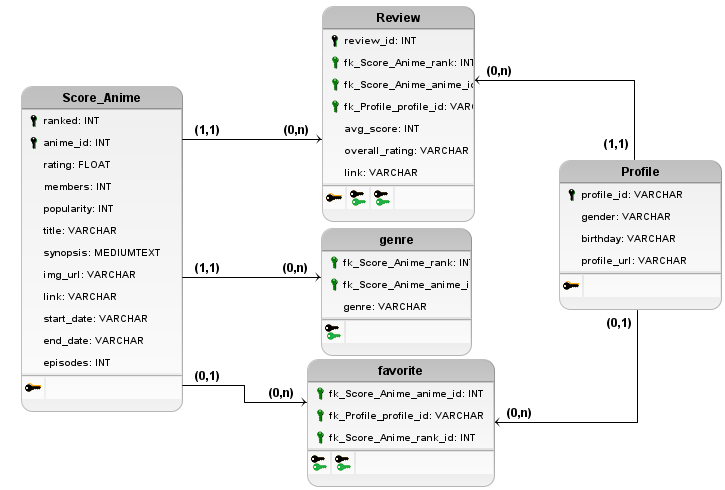 Review
review_id: INT
fk_Score_Anime_rank: INT
fk_Score_Anime_anime_id
fk_Profile_profile_id: VARC
avg_score: INT
overall_rating: VARCHAR
link: VARCHAR
Score_Anime
ranked: INT
anime_id: INT
rating: FLOAT
members: INT
popularity: INT
title: VARCHAR
synopsis: MEDIUMTEXT
img_url: VARCHAR
link: VARCHAR
start_date: VARCHAR
end_date: VARCHAR
episodes: INT
(1,1)
(0,n)
(0,n)
(1,1)
Profile
profile_id: VARCHAR
gender: VARCHAR
birthday: VARCHAR
profile_url: VARCHAR
genre
fk_Score_Anime_rank: IN
fk_Score_Anime_anime_i
genre: VARCHAR
(1,1)
(0,n)
favorite
fk_Score_Anime_anime_id: INT
fk_Profile_profile_id: VARCHAR
fk_Score_Anime_rank_id: INT
(0,1)
(0,n)
(0,1)
(0,n)